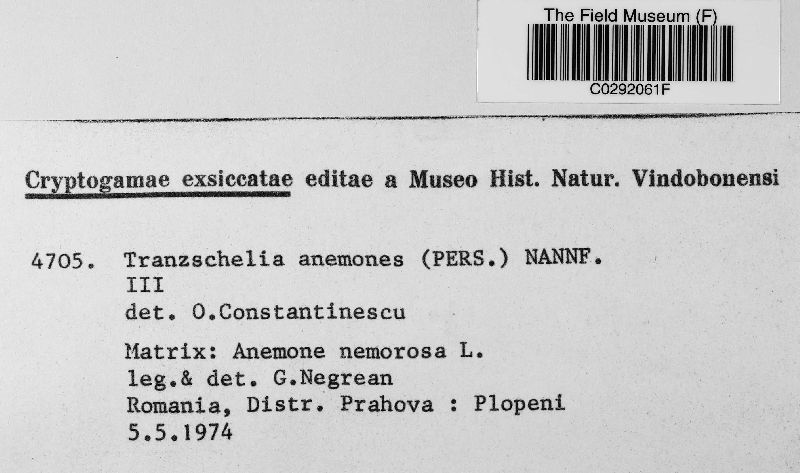 The Field Museum (F)
C0292061F
Cryptogamae exsiccatae editae a Museo Hist. Natur. Vindobonensi
4705. Tranzschelia anemones (PERS.) NANNF.
III
det. O.Constantinescu
Matrix: Anemone nemorosa L.
leg.& det. G.Negrean
Romania, Distr. Prahova : Plopeni
5.5.1974